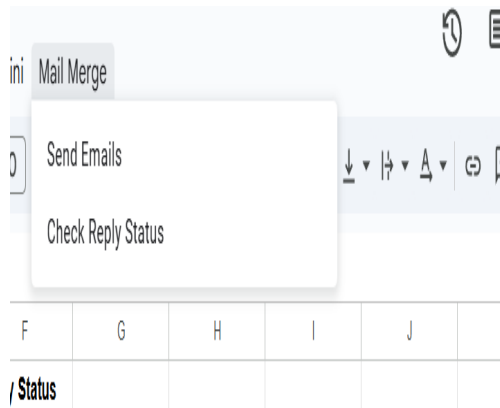 ini Mail Merge
Send Emails
Check Reply Status
F G H I J
y Status